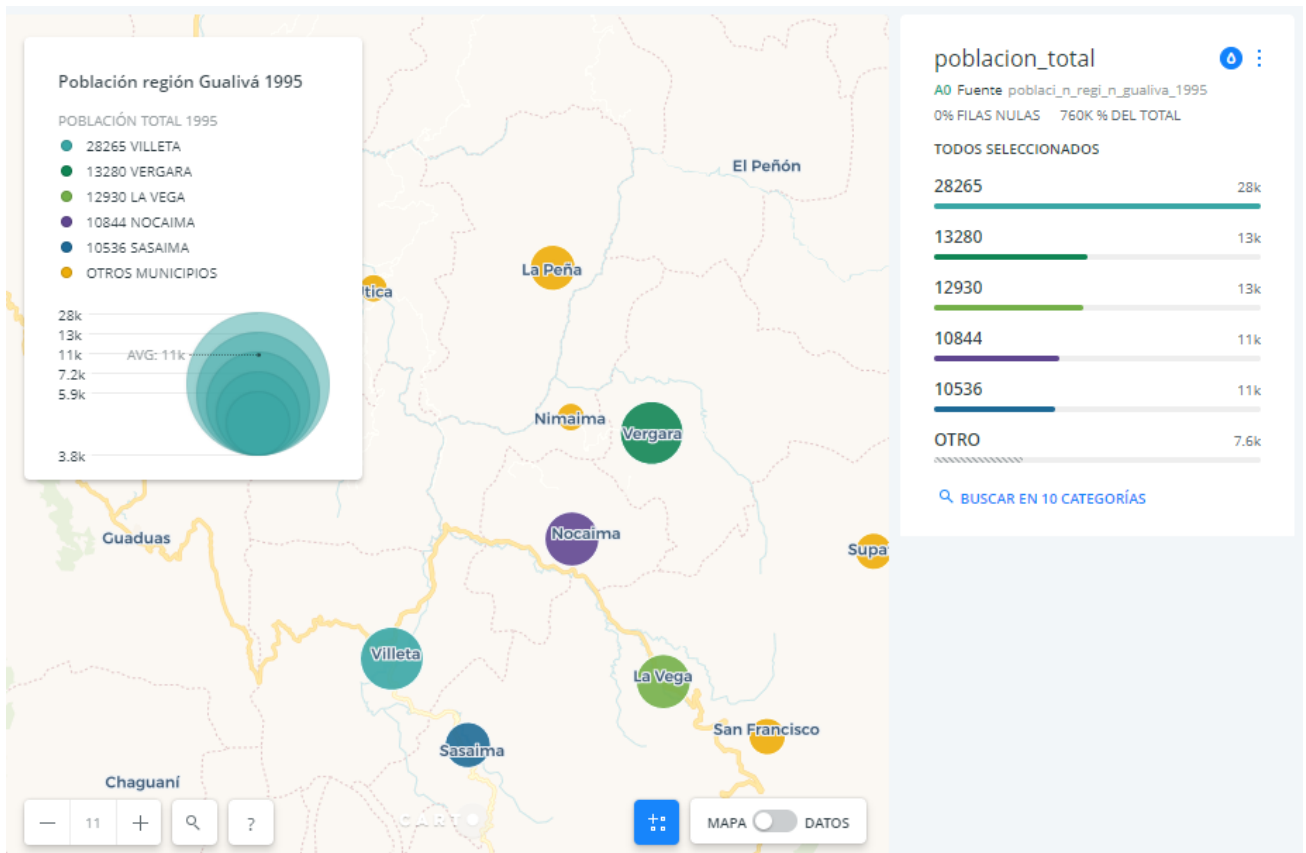 Población región Gualivá 1995
POBLACIÓN TOTAL 1995
28265 VILLETA
13280 VERGARA
12930 LA VEGA
10844 NOCAIMA
10536 SASAIMA
OTROS MUNICIPIOS
28k
13k
11k
AVG: 11k
7.2k
5.9k
3.8k
El Peñón
La Peña
tica
Nimaima
Vergara
Guaduas
Nocaima
Supa
Villeta
La Vega
San Francisco
Sasaima
Chaguaní
11
?
CARTO
MAPA
DATOS
poblacion_total
A0 Fuente poblaci_n_regi_n_gualiva_1995
0% FILAS NULAS 760K % DEL TOTAL
TODOS SELECCIONADOS
28265 28k
13280 13k
12930 13k
10844 11k
10536 11k
OTRO 7.6k
BUSCAR EN 10 CATEGORÍAS